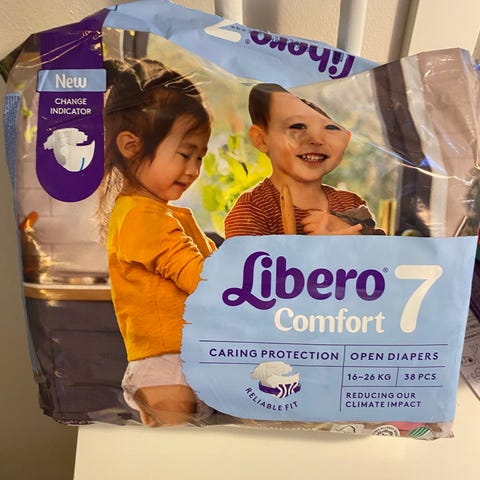 Libero
New
CHANGE
INDICATOR
Libero
Comfort
7
CARING PROTECTION
OPEN DIAPERS
16–26 KG
38 PCS
REDUCING OUR
CLIMATE IMPACT
RELIABLE FIT